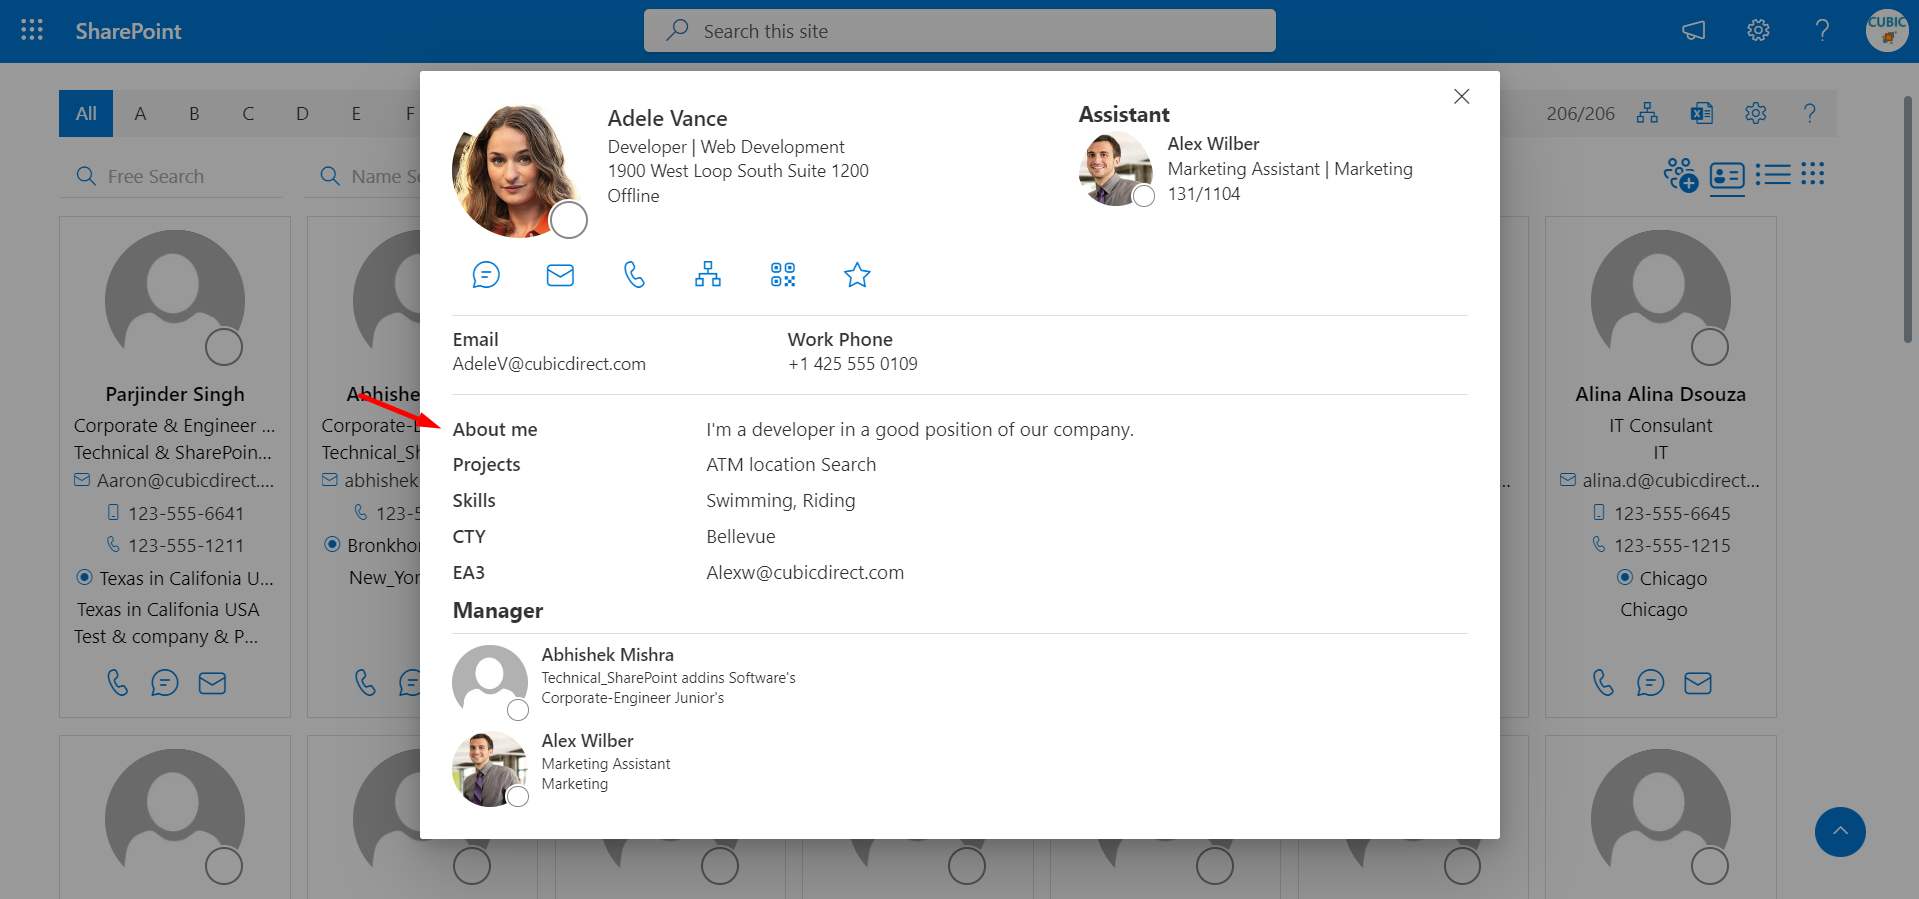 SharePoint
Search this site
CUBIC
All A B C D E F
206/206
Free Search
Name Se
Adele Vance
Developer | Web Development
1900 West Loop South Suite 1200
Offline
Assistant
Alex Wilber
Marketing Assistant | Marketing
131/1104
Email
AdeleV@cubicdirect.com
Work Phone
+1 425 555 0109
About me I'm a developer in a good position of our company.
Projects ATM location Search
Skills Swimming, Riding
CTY Bellevue
EA3 Alexw@cubicdirect.com
Manager
Abhishek Mishra
Technical_SharePoint addins Software's
Corporate-Engineer Junior's
Alex Wilber
Marketing Assistant
Marketing
Parjinder Singh
Corporate & Engineer ...
Technical & SharePoin...
Aaron@cubicdirect....
123-555-6641
123-555-1211
Texas in Califonia U...
Texas in Califonia USA
Test & company & P...
Abhishe
Corporate-
Technical_S
abhishek
123-5
Bronkhor
New_Yor
...
Alina Alina Dsouza
IT Consulant
IT
alina.d@cubicdirect...
123-555-6645
123-555-1215
Chicago
Chicago